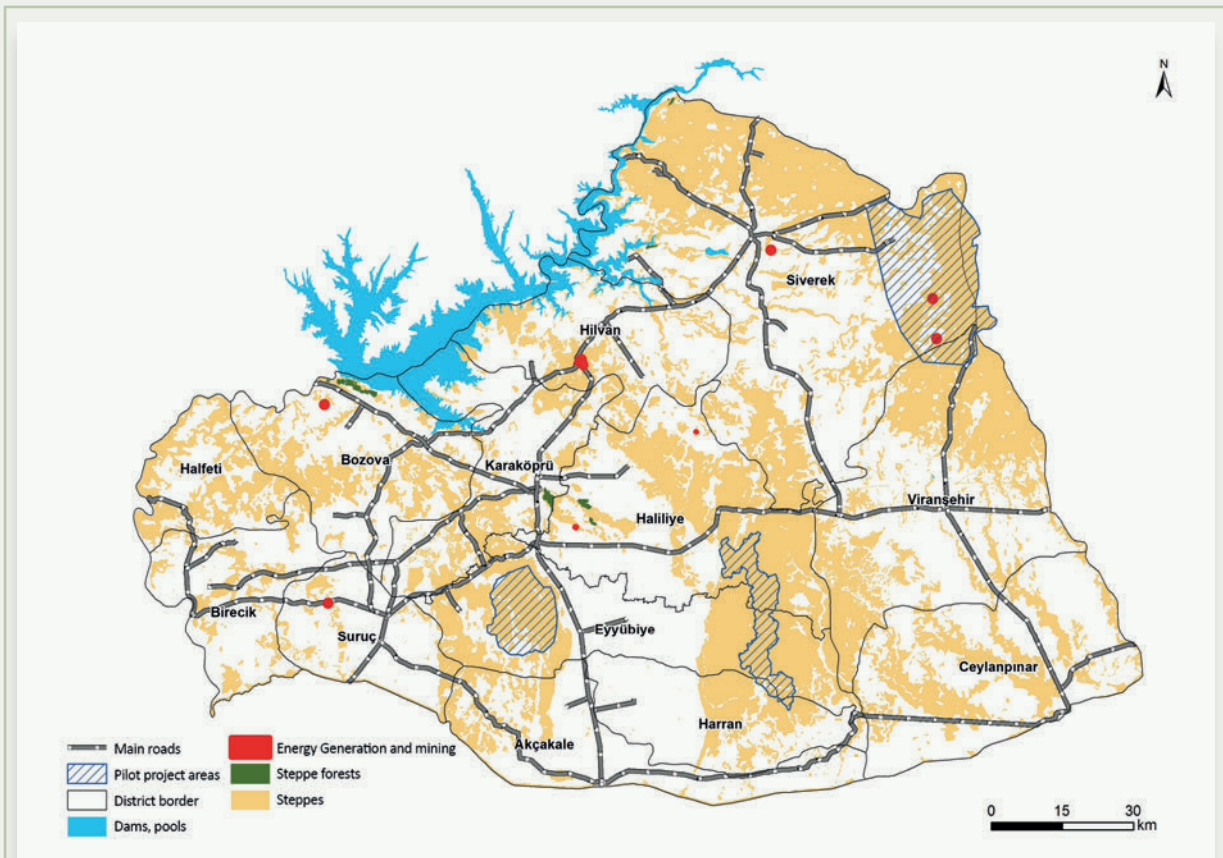 N
Siverek
Hilvan
Halfeti
Bozova
Karaköprü
Viranşehir
Haliliye
Birecik
Suruç
Eyyübiye
Ceylanpınar
Harran
Akçakale
Main roads
Pilot project areas
District border
Dams, pools
Energy Generation and mining
Steppe forests
Steppes
0 15 30
km